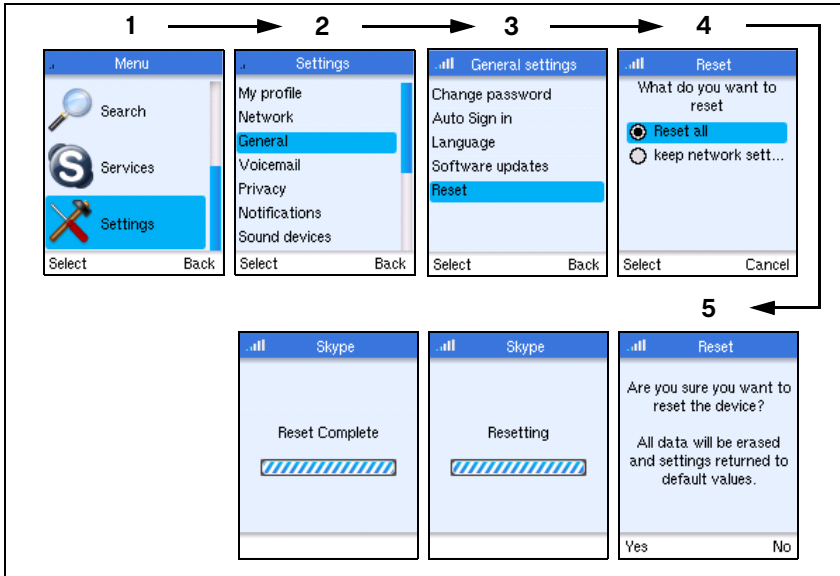 1
2
3
4
Menu
Search
Services
Settings
Select
Back
Settings
My profile
Network
General
Voicemail
Privacy
Notifications
Sound devices
Select
Back
General settings
Change password
Auto Sign in
Language
Software updates
Reset
Select
Back
Reset
What do you want to
reset
Reset all
keep network sett...
Select
Cancel
5
Skype
Reset Complete
Skype
Resetting
Reset
Are you sure you want to
reset the device?
All data will be erased
and settings returned to
default values.
Yes
No